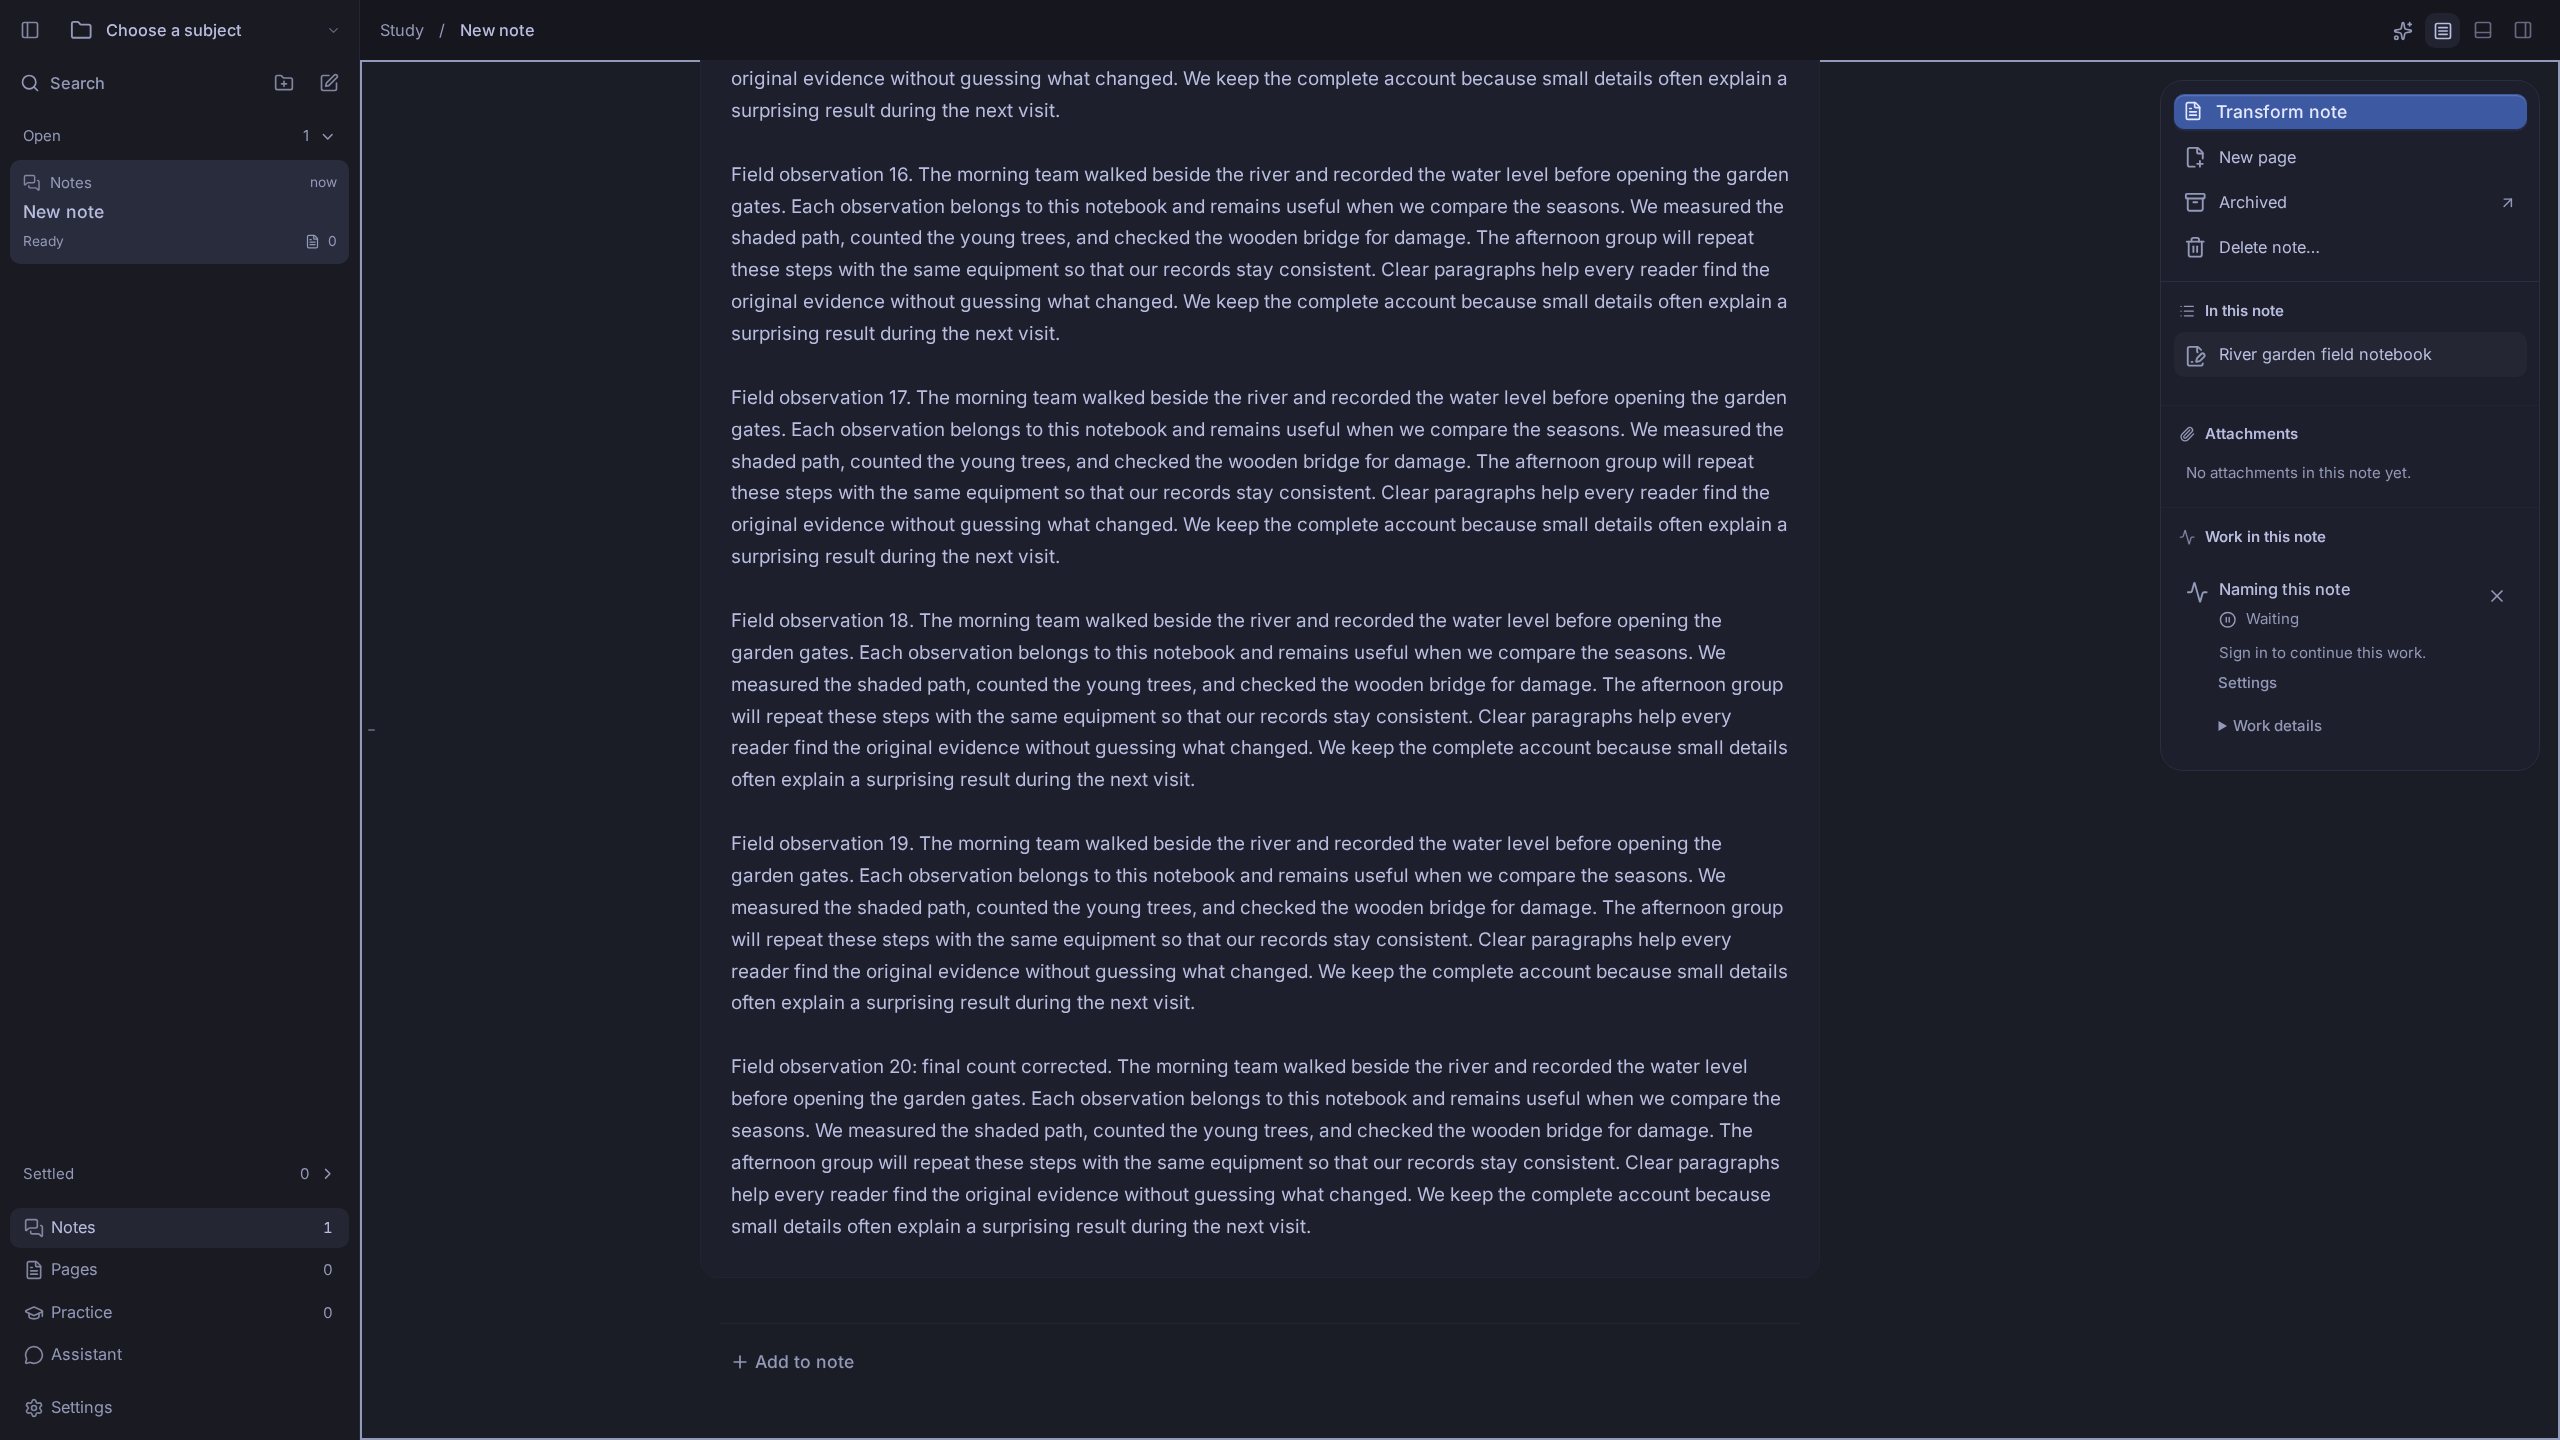 Choose a subject
Search
Open 1
Notes now
New note
Ready 0
Settled 0
Notes 1
Pages 0
Practice 0
Assistant
Settings
Study / New note
original evidence without guessing what changed. We keep the complete account because small details often explain a
surprising result during the next visit.
Field observation 16. The morning team walked beside the river and recorded the water level before opening the garden
gates. Each observation belongs to this notebook and remains useful when we compare the seasons. We measured the
shaded path, counted the young trees, and checked the wooden bridge for damage. The afternoon group will repeat
these steps with the same equipment so that our records stay consistent. Clear paragraphs help every reader find the
original evidence without guessing what changed. We keep the complete account because small details often explain a
surprising result during the next visit.
Field observation 17. The morning team walked beside the river and recorded the water level before opening the garden
gates. Each observation belongs to this notebook and remains useful when we compare the seasons. We measured the
shaded path, counted the young trees, and checked the wooden bridge for damage. The afternoon group will repeat
these steps with the same equipment so that our records stay consistent. Clear paragraphs help every reader find the
original evidence without guessing what changed. We keep the complete account because small details often explain a
surprising result during the next visit.
Field observation 18. The morning team walked beside the river and recorded the water level before opening the
garden gates. Each observation belongs to this notebook and remains useful when we compare the seasons. We
measured the shaded path, counted the young trees, and checked the wooden bridge for damage. The afternoon group
will repeat these steps with the same equipment so that our records stay consistent. Clear paragraphs help every
reader find the original evidence without guessing what changed. We keep the complete account because small details
often explain a surprising result during the next visit.
Field observation 19. The morning team walked beside the river and recorded the water level before opening the
garden gates. Each observation belongs to this notebook and remains useful when we compare the seasons. We
measured the shaded path, counted the young trees, and checked the wooden bridge for damage. The afternoon group
will repeat these steps with the same equipment so that our records stay consistent. Clear paragraphs help every
reader find the original evidence without guessing what changed. We keep the complete account because small details
often explain a surprising result during the next visit.
Field observation 20: final count corrected. The morning team walked beside the river and recorded the water level
before opening the garden gates. Each observation belongs to this notebook and remains useful when we compare the
seasons. We measured the shaded path, counted the young trees, and checked the wooden bridge for damage. The
afternoon group will repeat these steps with the same equipment so that our records stay consistent. Clear paragraphs
help every reader find the original evidence without guessing what changed. We keep the complete account because
small details often explain a surprising result during the next visit.
Add to note
Transform note
New page
Archived
Delete note...
In this note
River garden field notebook
Attachments
No attachments in this note yet.
Work in this note
Naming this note
Waiting
Sign in to continue this work.
Settings
Work details